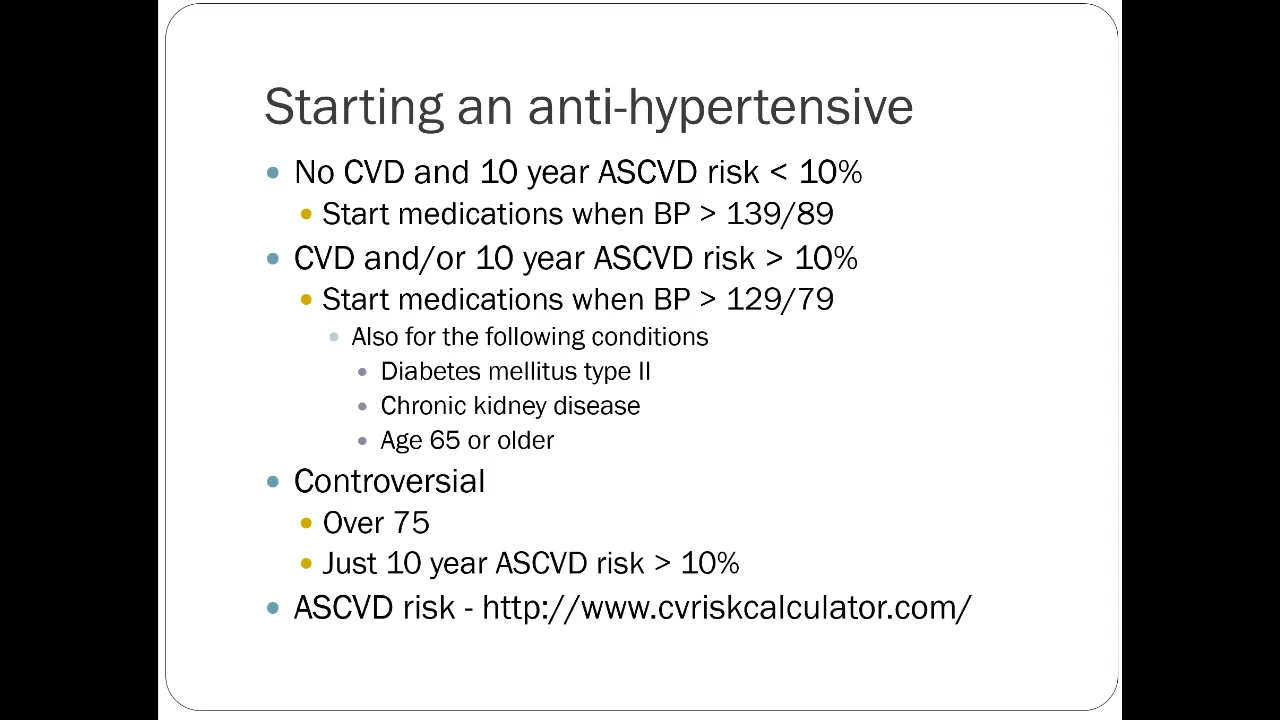 Starting an anti-hypertensive
No CVD and 10 year ASCVD risk < 10%
Start medications when BP > 139/89
CVD and/or 10 year ASCVD risk > 10%
Start medications when BP > 129/79
Also for the following conditions
Diabetes mellitus type II
Chronic kidney disease
Age 65 or older
Controversial
Over 75
Just 10 year ASCVD risk > 10%
ASCVD risk - http://www.cvriskcalculator.com/